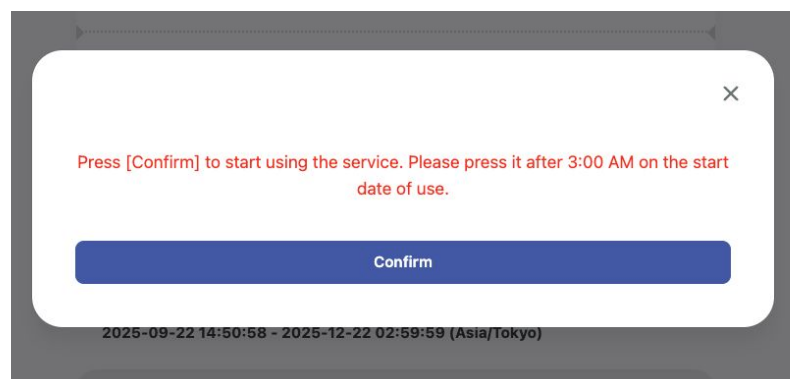 Press [Confirm] to start using the service. Please press it after 3:00 AM on the start
date of use.
Confirm
2025-09-22 14:50:58 - 2025-12-22 02:59:59 (Asia/Tokyo)